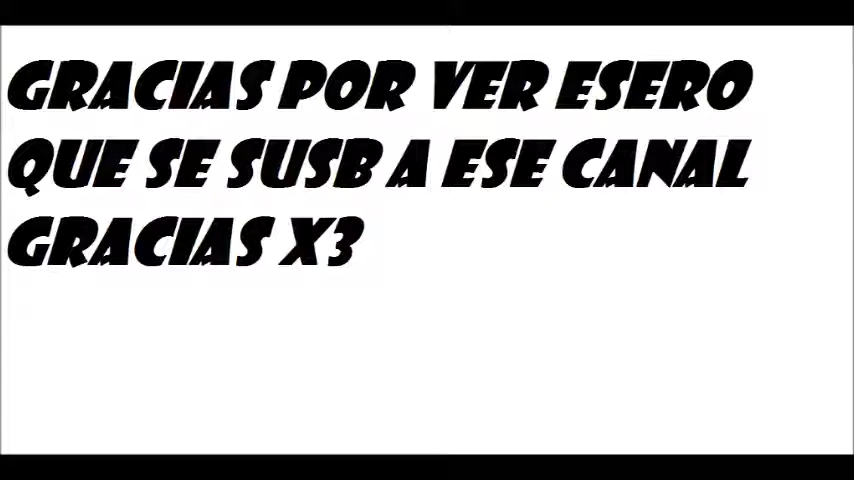 GRACIAS POR VER ESERO
QUE SE SUSB A ESE CANAL
GRACIAS X3